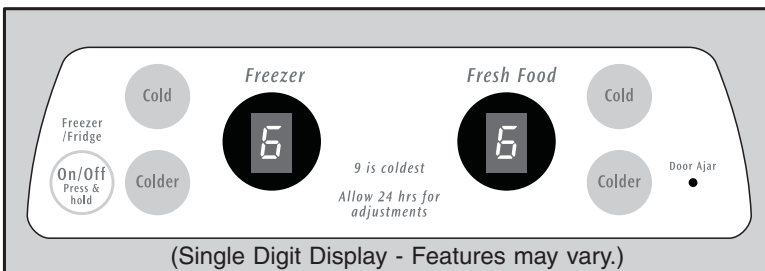 Freezer
Fresh Food
Cold
Cold
Freezer
/Fridge
6
6
On/Off
Press &
hold
Colder
9 is coldest
Allow 24 hrs for
adjustments
Colder
Door Ajar
(Single Digit Display - Features may vary.)